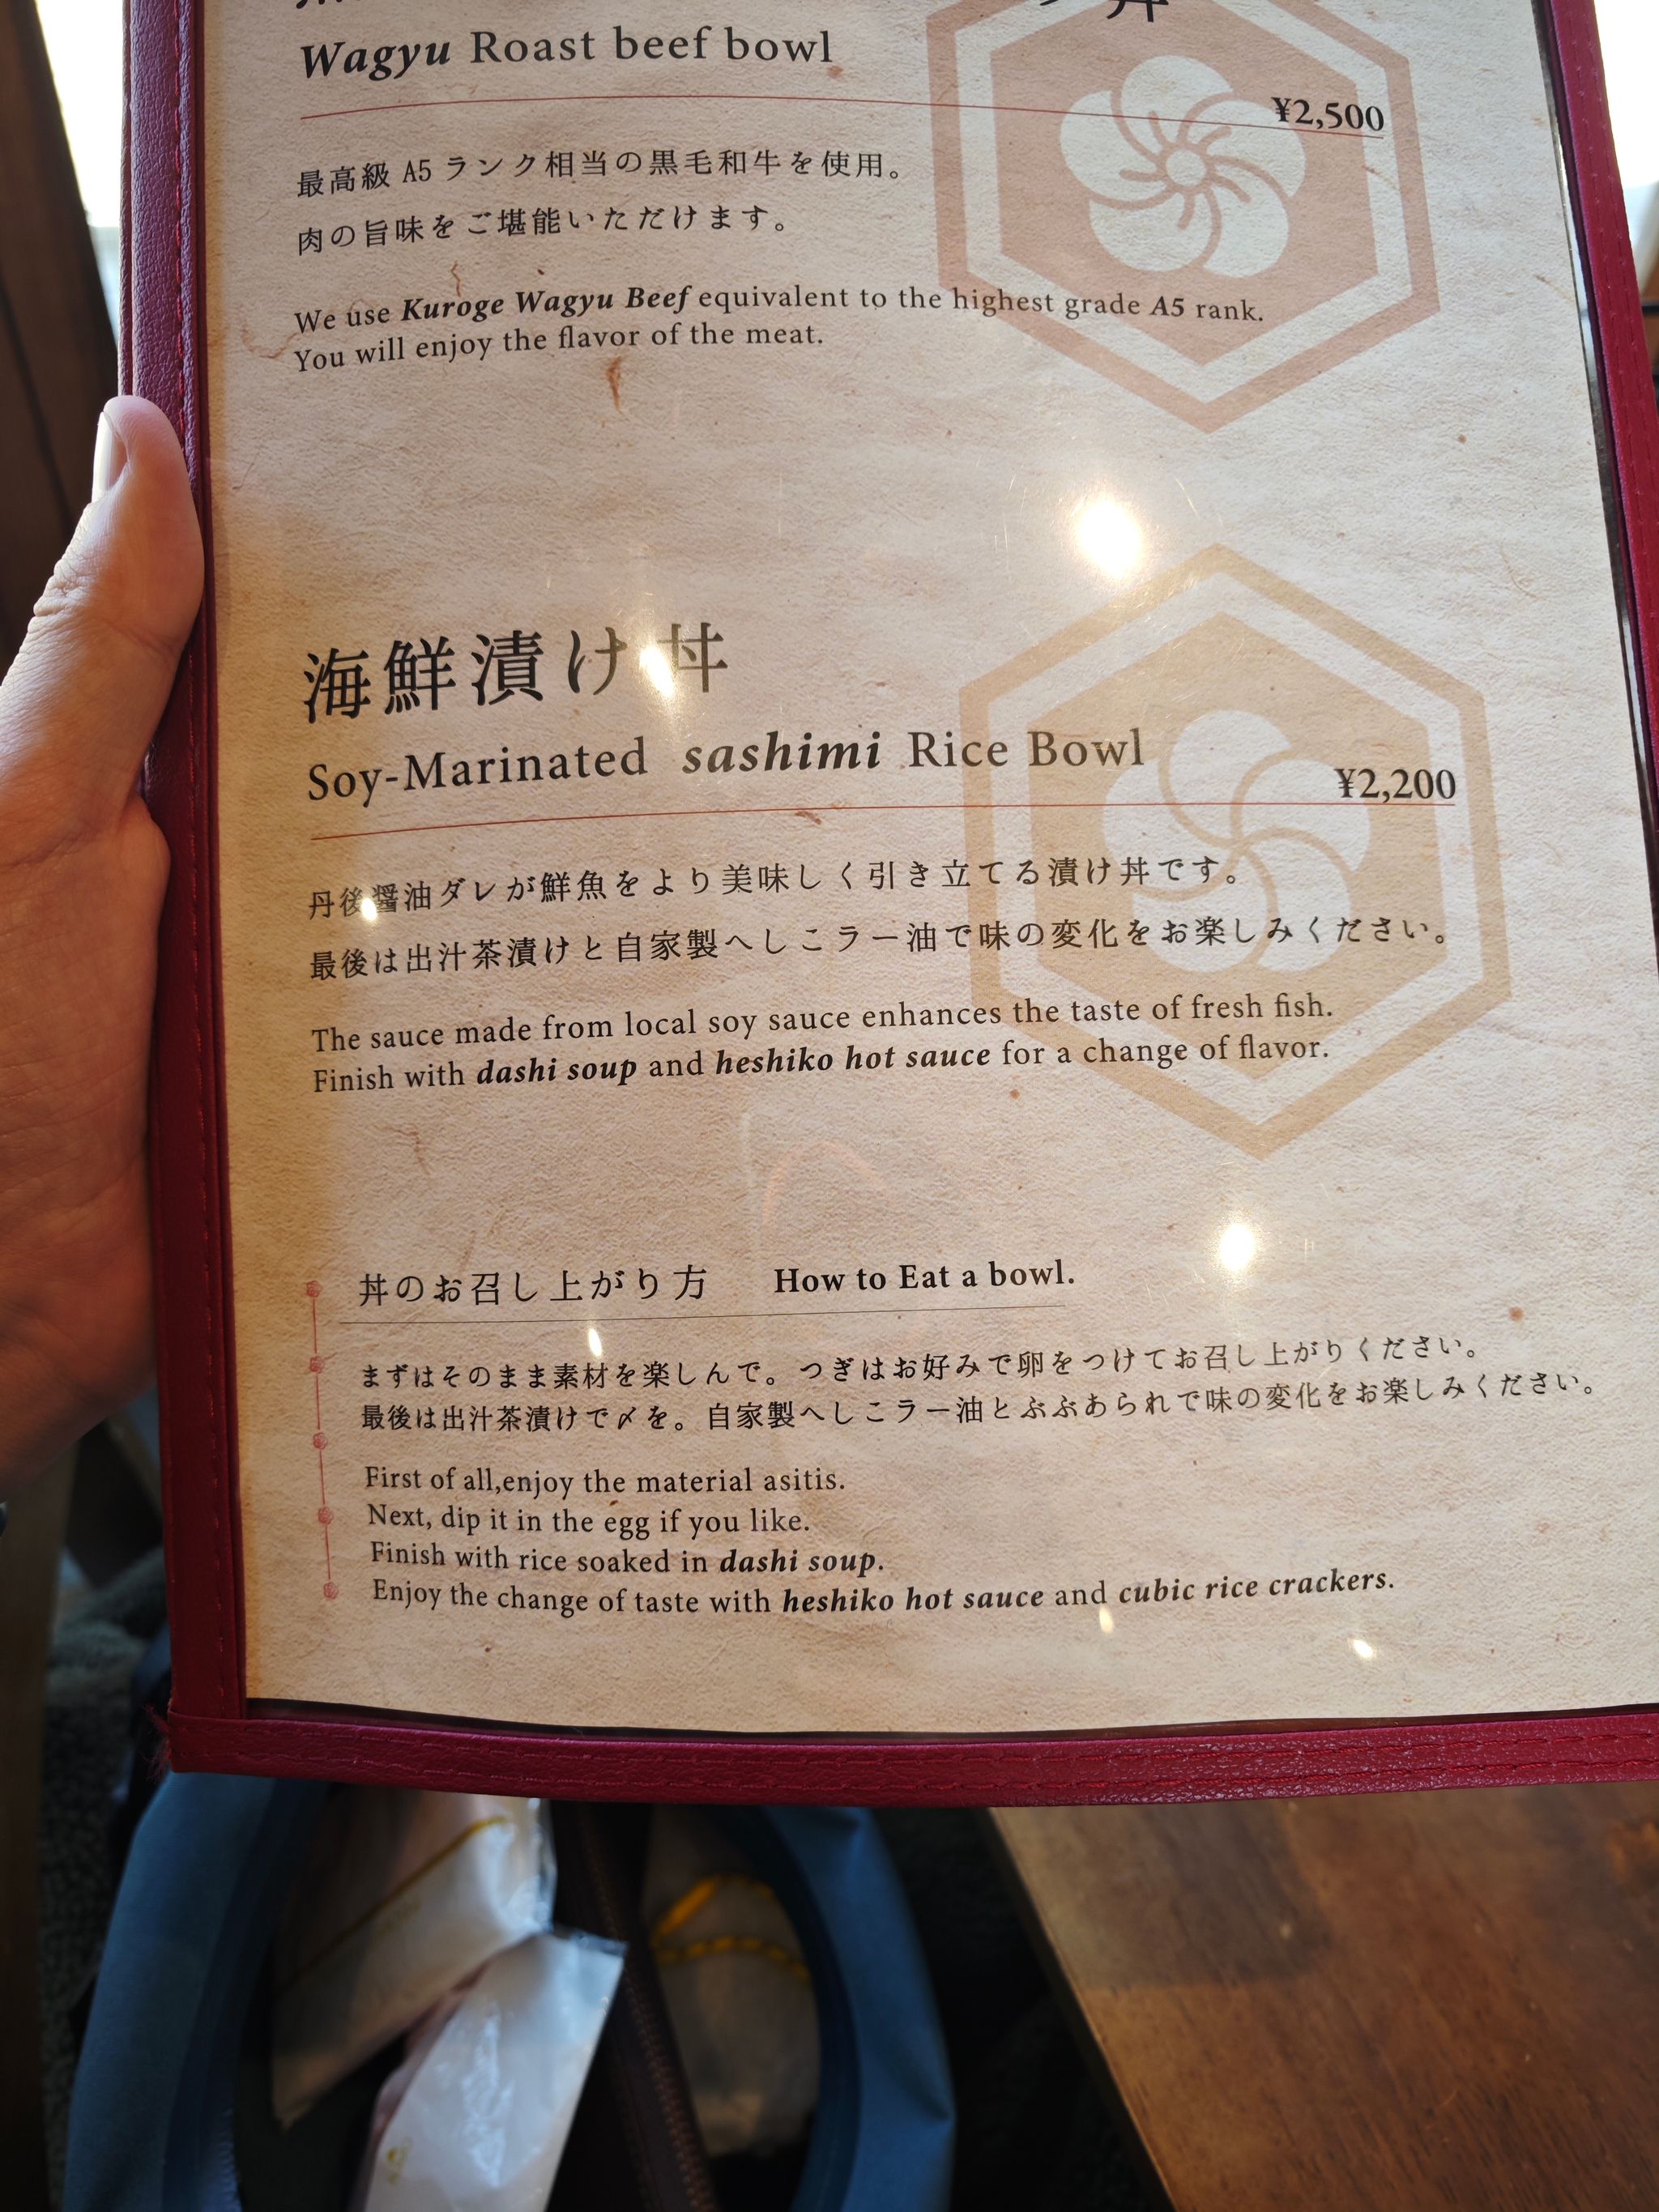 丼
Wagyu Roast beef bowl
¥2,500
最高級 A5 ランク相当の黒毛和牛を使用。
肉の旨味をご堪能いただけます。
We use Kuroge Wagyu Beef equivalent to the highest grade A5 rank.
You will enjoy the flavor of the meat.
海鮮漬け丼
Soy-Marinated sashimi Rice Bowl
¥2,200
丹後醤油ダレが鮮魚をより美味しく引き立てる漬け丼です。
最後は出汁茶漬けと自家製へしこラー油で味の変化をお楽しみください。
The sauce made from local soy sauce enhances the taste of fresh fish.
Finish with dashi soup and heshiko hot sauce for a change of flavor.
丼のお召し上がり方 How to Eat a bowl.
まずはそのまま素材を楽しんで。つぎはお好みで卵をつけてお召し上がりください。
最後は出汁茶漬けで〆を。自家製へしこラー油とぶぶあられで味の変化をお楽しみください。
First of all,enjoy the material asitis.
Next, dip it in the egg if you like.
Finish with rice soaked in dashi soup.
Enjoy the change of taste with heshiko hot sauce and cubic rice crackers.